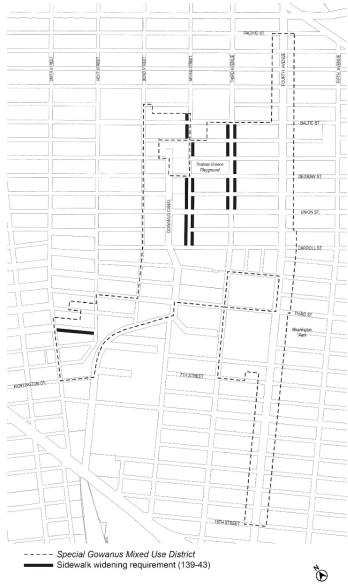 PACIFIC ST.
SMITH STREET
HOYT STREET
BOND STREET
NEVINS STREET
THIRD AVENUE
FOURTH AVENUE
FIFTH AVENUE
BALTIC ST.
Thomas Greene
Playground
DEGRAW ST.
UNION ST.
GOWANUS CANAL
CARROLL ST.
THIRD ST.
Washington
Park
HUNTINGTON ST.
7TH STREET
15TH STREET
Special Gowanus Mixed Use District
Sidewalk widening requirement (139-43)
N